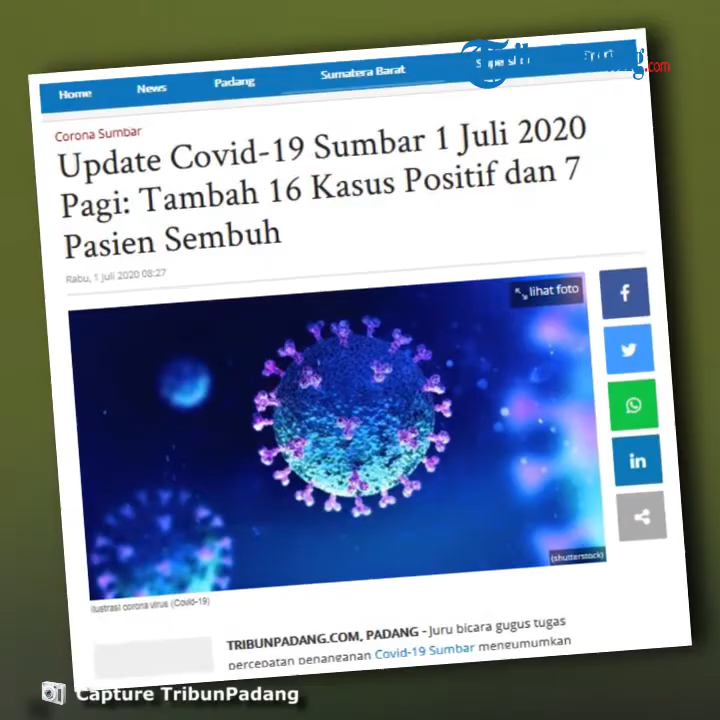 Home News Padang Sumatera Barat
Corona Sumbar
Update Covid-19 Sumbar 1 Juli 2020
Pagi: Tambah 16 Kasus Positif dan 7
Pasien Sembuh
Rabu, 1 Juli 2020 08:27
lihat foto
(shutterstock)
Ilustrasi corona virus (Covid-19)
TRIBUNPADANG.COM, PADANG - Juru bicara gugus tugas
percepatan penanganan Covid-19 Sumbar mengumumkan
Capture TribunPadang